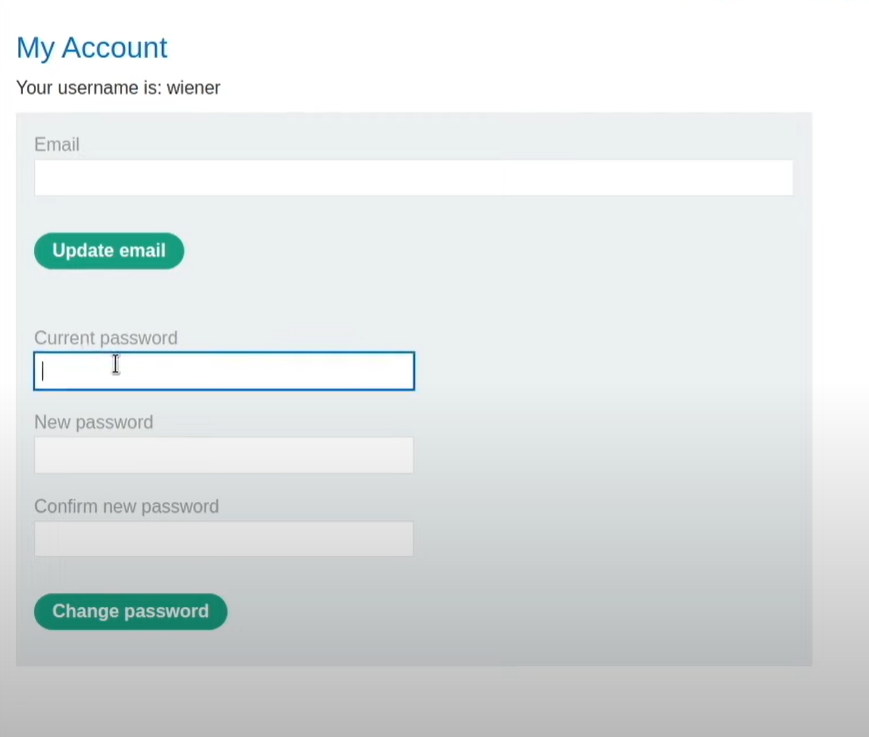 My Account
Your username is: wiener
Email
Update email
Current password
New password
Confirm new password
Change password